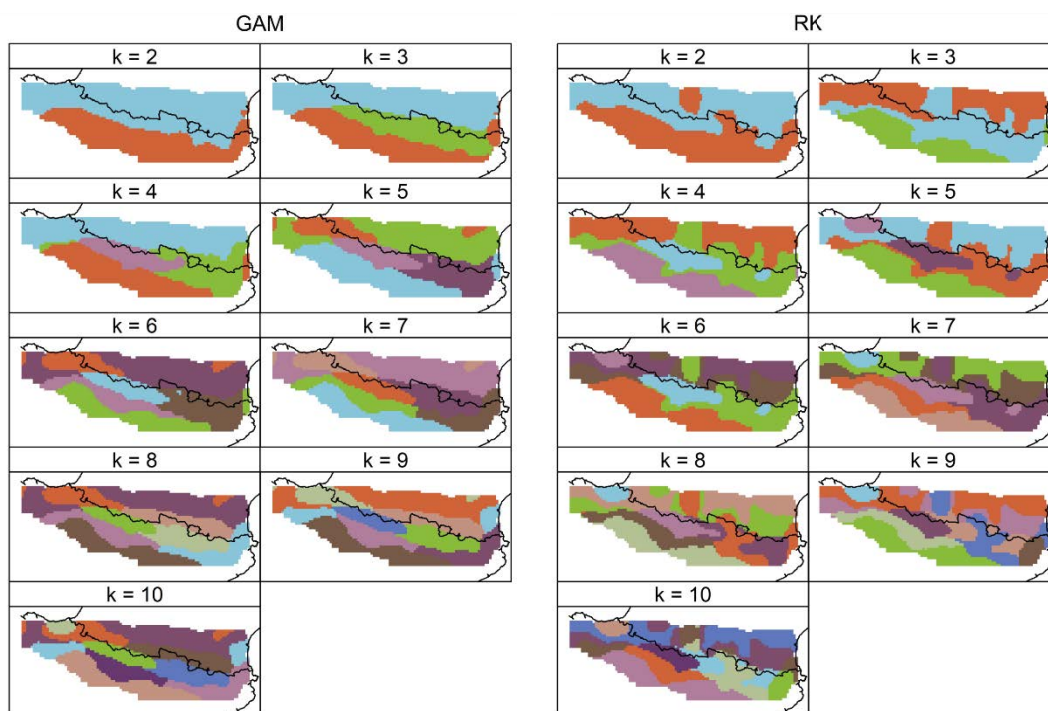 GAM
RK
k = 2
k = 3
k = 2
k = 3
k = 4
k = 5
k = 4
k = 5
k = 6
k = 7
k = 6
k = 7
k = 8
k = 9
k = 8
k = 9
k = 10
k = 10